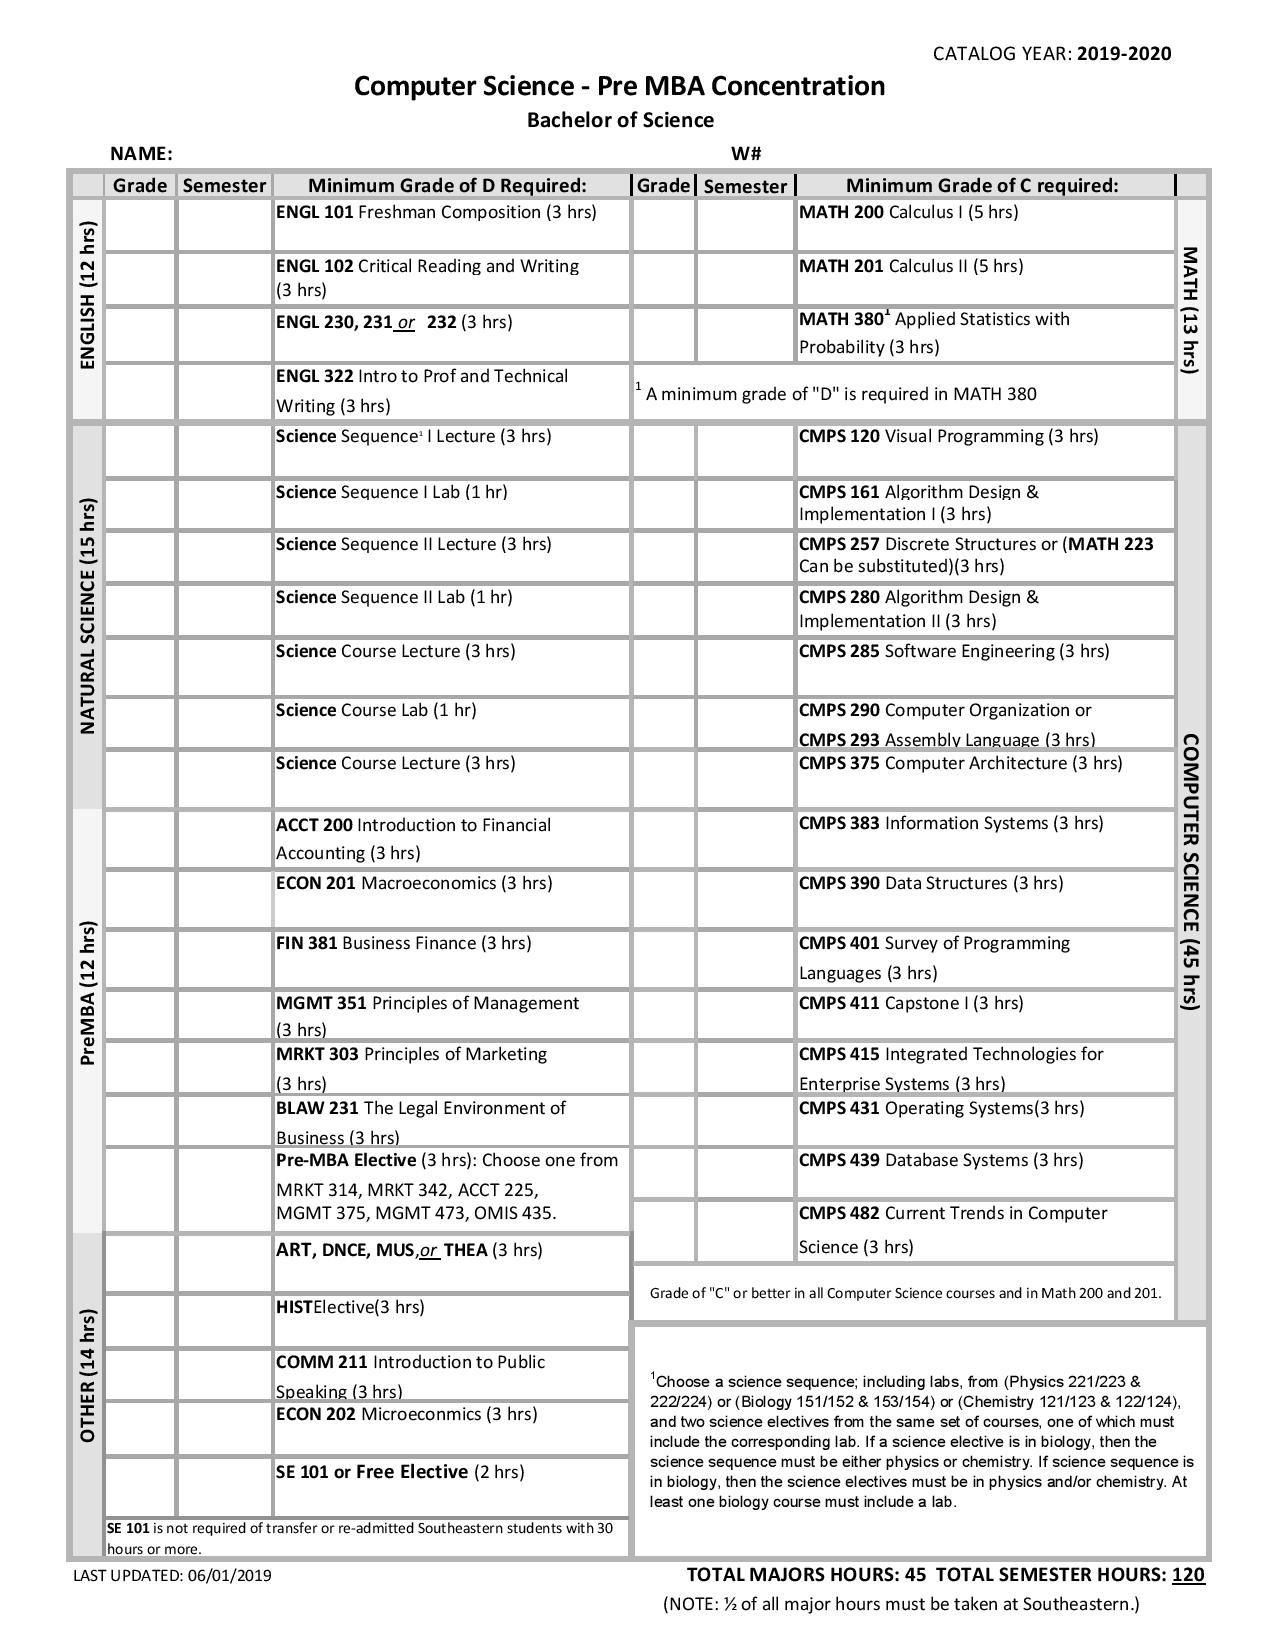 CATALOG YEAR: 2019-2020
Computer Science - Pre MBA Concentration
Bachelor of Science
NAME:
W#
Grade Semester Minimum Grade of D Required: Grade Semester Minimum Grade of C required:
ENGLISH (12 hrs)
ENGL 101 Freshman Composition (3 hrs)
ENGL 102 Critical Reading and Writing
(3 hrs)
ENGL 230, 231 or 232 (3 hrs)
ENGL 322 Intro to Prof and Technical
Writing (3 hrs)
NATURAL SCIENCE (15 hrs)
Science Sequence¹ I Lecture (3 hrs)
Science Sequence I Lab (1 hr)
Science Sequence II Lecture (3 hrs)
Science Sequence II Lab (1 hr)
Science Course Lecture (3 hrs)
Science Course Lab (1 hr)
Science Course Lecture (3 hrs)
PreMBA (12 hrs)
ACCT 200 Introduction to Financial
Accounting (3 hrs)
ECON 201 Macroeconomics (3 hrs)
FIN 381 Business Finance (3 hrs)
MGMT 351 Principles of Management
(3 hrs)
MRKT 303 Principles of Marketing
(3 hrs)
BLAW 231 The Legal Environment of
Business (3 hrs)
Pre-MBA Elective (3 hrs): Choose one from
MRKT 314, MRKT 342, ACCT 225,
MGMT 375, MGMT 473, OMIS 435.
OTHER (14 hrs)
ART, DNCE, MUS,or THEA (3 hrs)
HISTElective(3 hrs)
COMM 211 Introduction to Public
Speaking (3 hrs)
ECON 202 Microeconmics (3 hrs)
SE 101 or Free Elective (2 hrs)
SE 101 is not required of transfer or re-admitted Southeastern students with 30
hours or more.
MATH (13 hrs)
MATH 200 Calculus I (5 hrs)
MATH 201 Calculus II (5 hrs)
MATH 380¹ Applied Statistics with
Probability (3 hrs)
¹ A minimum grade of "D" is required in MATH 380
COMPUTER SCIENCE (45 hrs)
CMPS 120 Visual Programming (3 hrs)
CMPS 161 Algorithm Design &
Implementation I (3 hrs)
CMPS 257 Discrete Structures or (MATH 223
Can be substituted)(3 hrs)
CMPS 280 Algorithm Design &
Implementation II (3 hrs)
CMPS 285 Software Engineering (3 hrs)
CMPS 290 Computer Organization or
CMPS 293 Assembly Language (3 hrs)
CMPS 375 Computer Architecture (3 hrs)
CMPS 383 Information Systems (3 hrs)
CMPS 390 Data Structures (3 hrs)
CMPS 401 Survey of Programming
Languages (3 hrs)
CMPS 411 Capstone I (3 hrs)
CMPS 415 Integrated Technologies for
Enterprise Systems (3 hrs)
CMPS 431 Operating Systems(3 hrs)
CMPS 439 Database Systems (3 hrs)
CMPS 482 Current Trends in Computer
Science (3 hrs)
Grade of "C" or better in all Computer Science courses and in Math 200 and 201.
¹Choose a science sequence; including labs, from (Physics 221/223 &
222/224) or (Biology 151/152 & 153/154) or (Chemistry 121/123 & 122/124),
and two science electives from the same set of courses, one of which must
include the corresponding lab. If a science elective is in biology, then the
science sequence must be either physics or chemistry. If science sequence is
in biology, then the science electives must be in physics and/or chemistry. At
least one biology course must include a lab.
LAST UPDATED: 06/01/2019
TOTAL MAJORS HOURS: 45 TOTAL SEMESTER HOURS: 120
(NOTE: ½ of all major hours must be taken at Southeastern.)